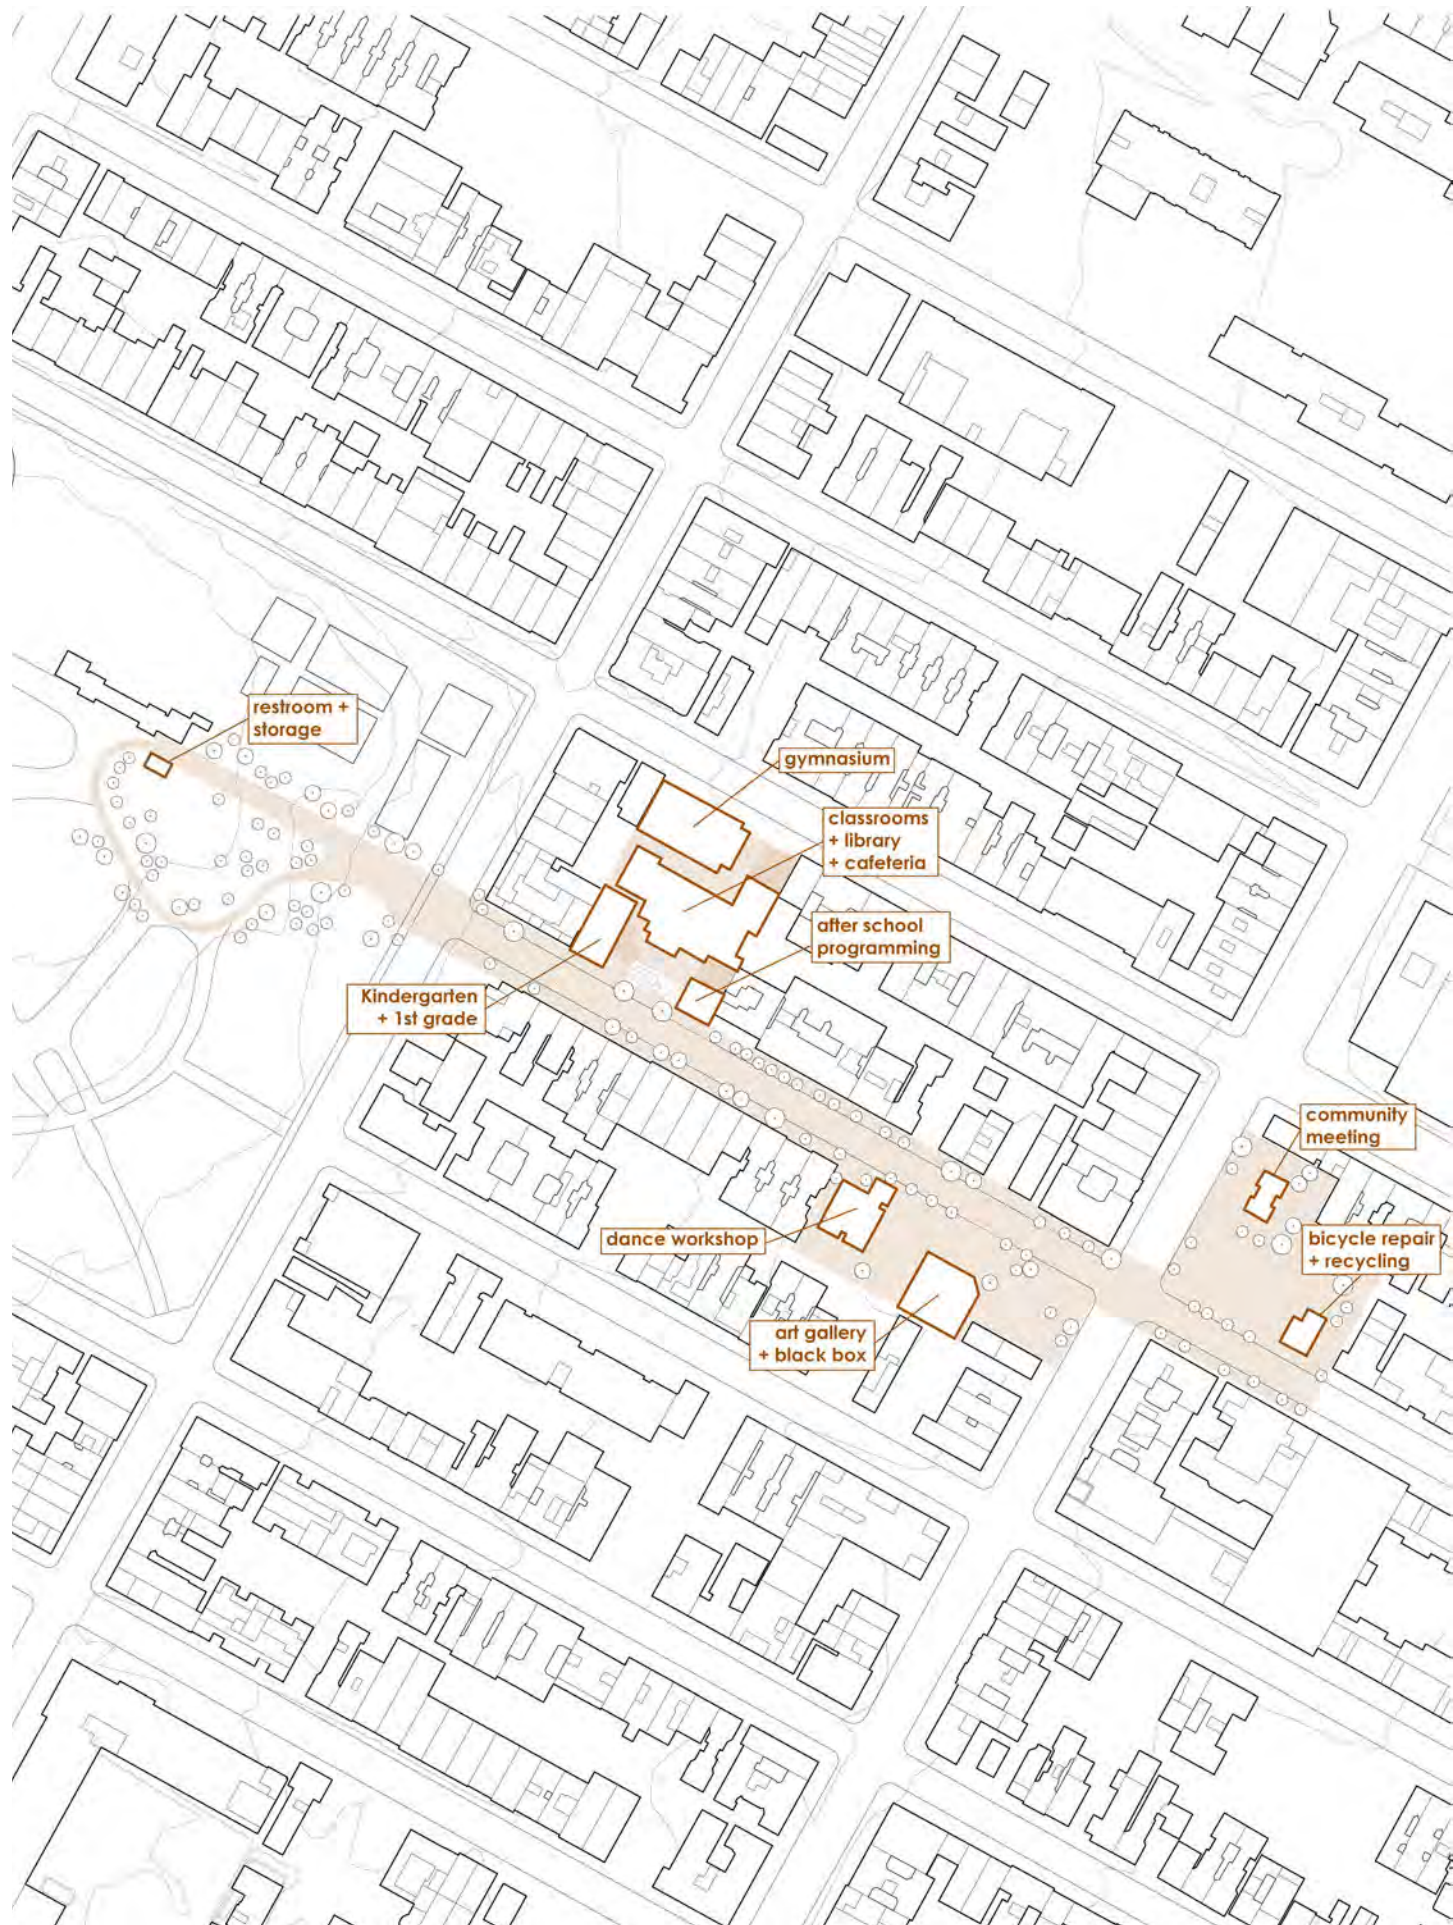 restroom +
storage
gymnasium
classrooms
+ library
+ cafeteria
after school
programming
Kindergarten
+ 1st grade
community
meeting
dance workshop
bicycle repair
+ recycling
art gallery
+ black box